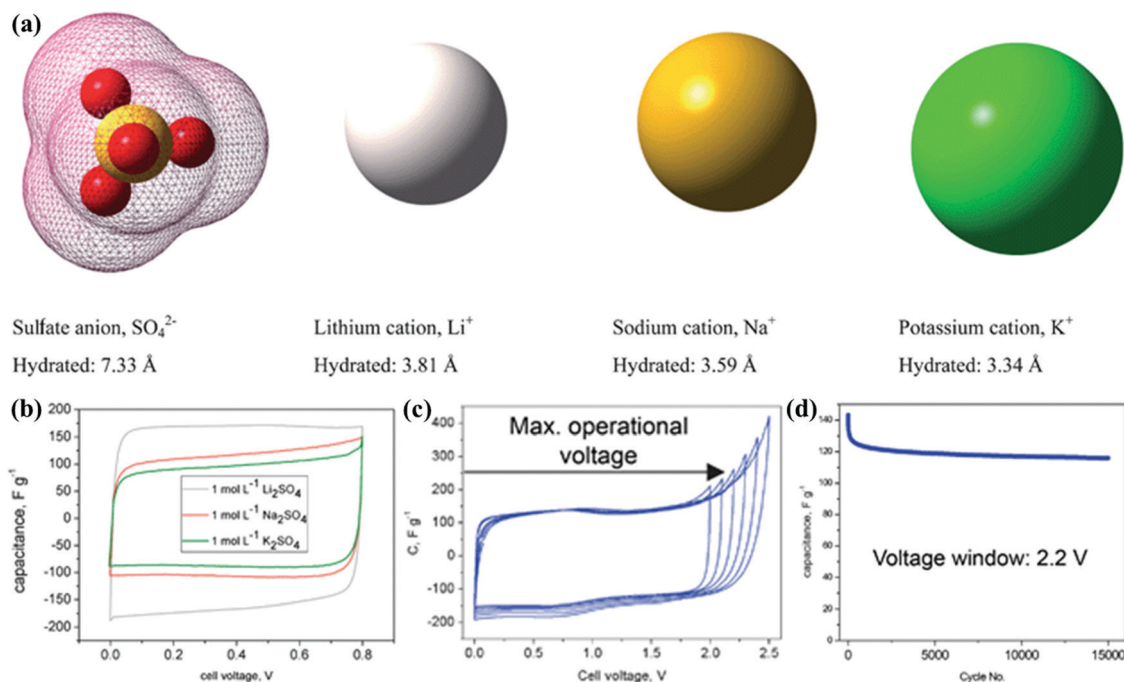 (a)
Sulfate anion, SO₄²⁻
Hydrated: 7.33 Å
Lithium cation, Li⁺
Hydrated: 3.81 Å
Sodium cation, Na⁺
Hydrated: 3.59 Å
Potassium cation, K⁺
Hydrated: 3.34 Å
(b)
200
150
100
50
0
-50
-100
-150
-200
capacitance, F g⁻¹
1 mol L⁻¹ Li₂SO₄
1 mol L⁻¹ Na₂SO₄
1 mol L⁻¹ K₂SO₄
0.0 0.2 0.4 0.6 0.8
cell voltage, V
(c)
400
300
200
100
0
-100
-200
C, F g⁻¹
Max. operational
voltage
0.0 0.5 1.0 1.5 2.0 2.5
Cell voltage, V
(d)
140
120
100
80
60
40
20
0
capacitance, F g⁻¹
Voltage window: 2.2 V
0 5000 10000 15000
Cycle No.